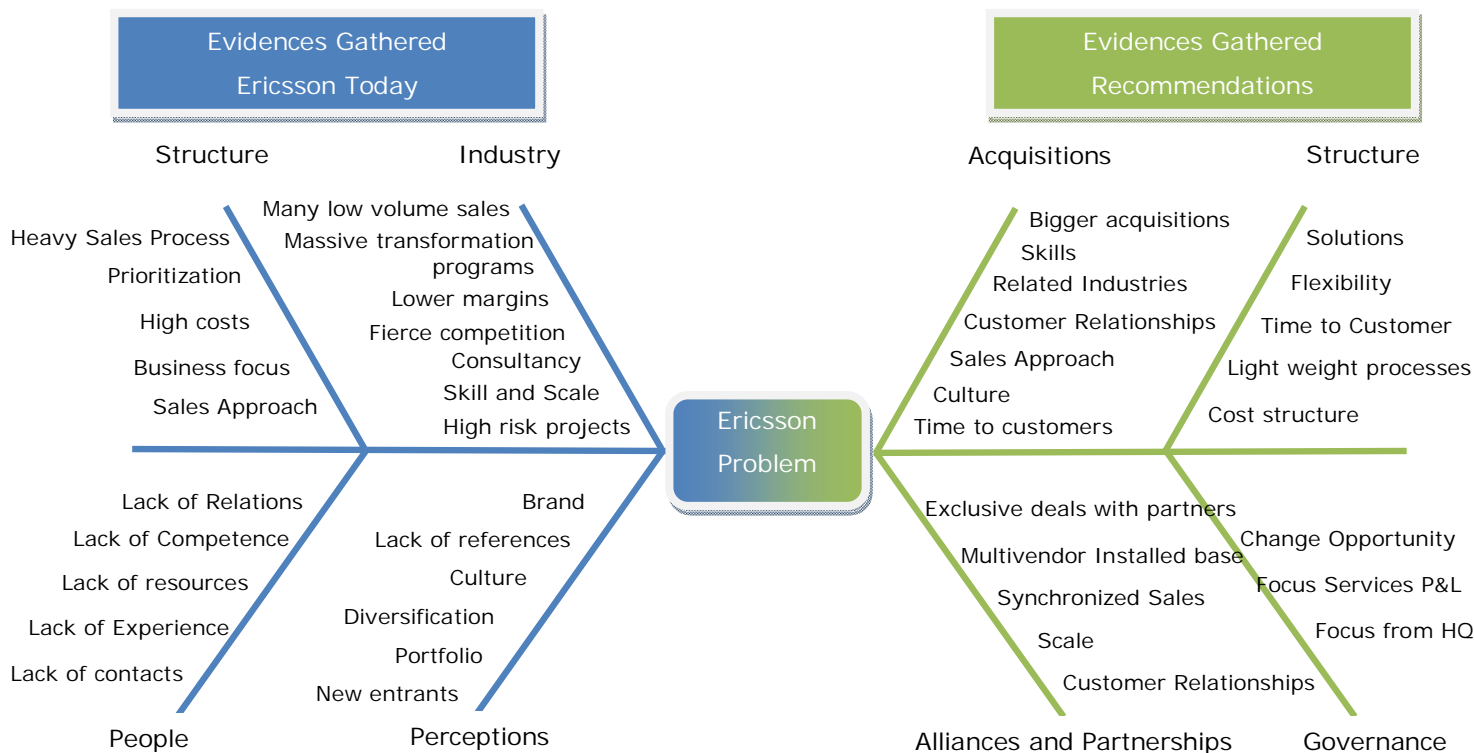 Evidences Gathered
Ericsson Today
Evidences Gathered
Recommendations
Structure
Industry
Acquisitions
Structure
Heavy Sales Process
Prioritization
High costs
Business focus
Sales Approach
Many low volume sales
Massive transformation
programs
Lower margins
Fierce competition
Consultancy
Skill and Scale
High risk projects
Bigger acquisitions
Skills
Related Industries
Customer Relationships
Sales Approach
Culture
Time to customers
Solutions
Flexibility
Time to Customer
Light weight processes
Cost structure
Ericsson
Problem
Lack of Relations
Lack of Competence
Lack of resources
Lack of Experience
Lack of contacts
Brand
Lack of references
Culture
Diversification
Portfolio
New entrants
Exclusive deals with partners
Multivendor Installed base
Synchronized Sales
Scale
Customer Relationships
Change Opportunity
Focus Services P&L
Focus from HQ
People
Perceptions
Alliances and Partnerships
Governance